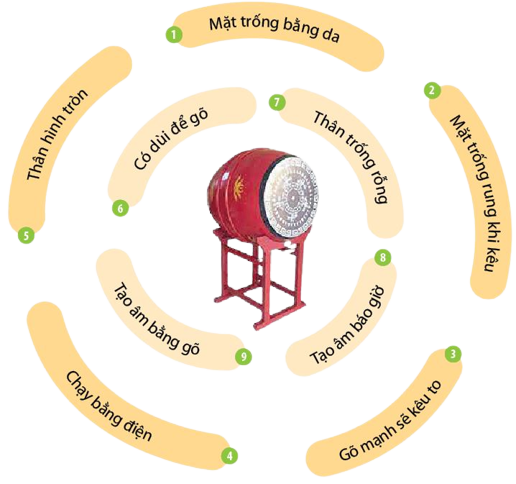 1 Mặt trống bằng da
2 Mặt trống rung khi kêu
3 Gõ mạnh sẽ kêu to
4 Chạy bằng điện
5 Thân hình tròn
6 Có dùi để gõ
7 Thân trống rỗng
8 Tạo âm báo giờ
9 Tạo âm bằng gõ